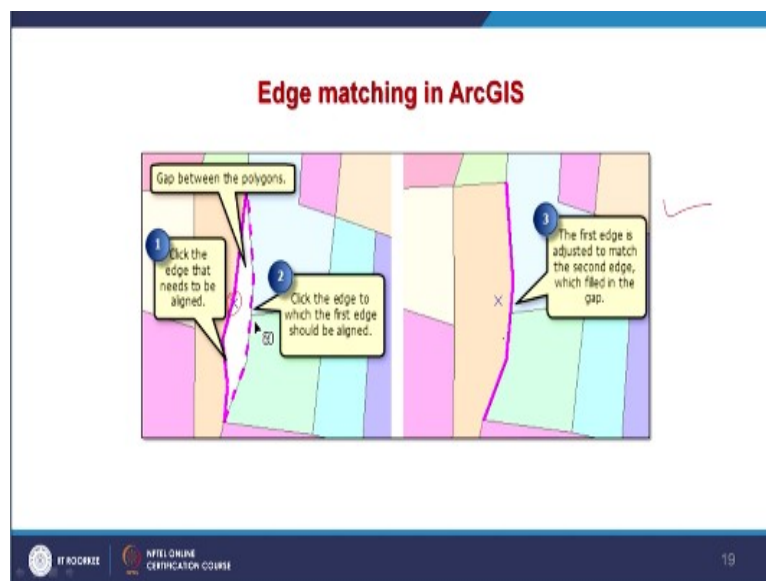 Edge matching in ArcGIS
Gap between the polygons.
1
Click the
edge that
needs to be
aligned.
2
Click the edge to
which the first edge
should be aligned.
3
The first edge is
adjusted to match
the second edge,
which filled in the
gap.
IT ROORKEE
NPTEL ONLINE
CERTIFICATION COURSE
19